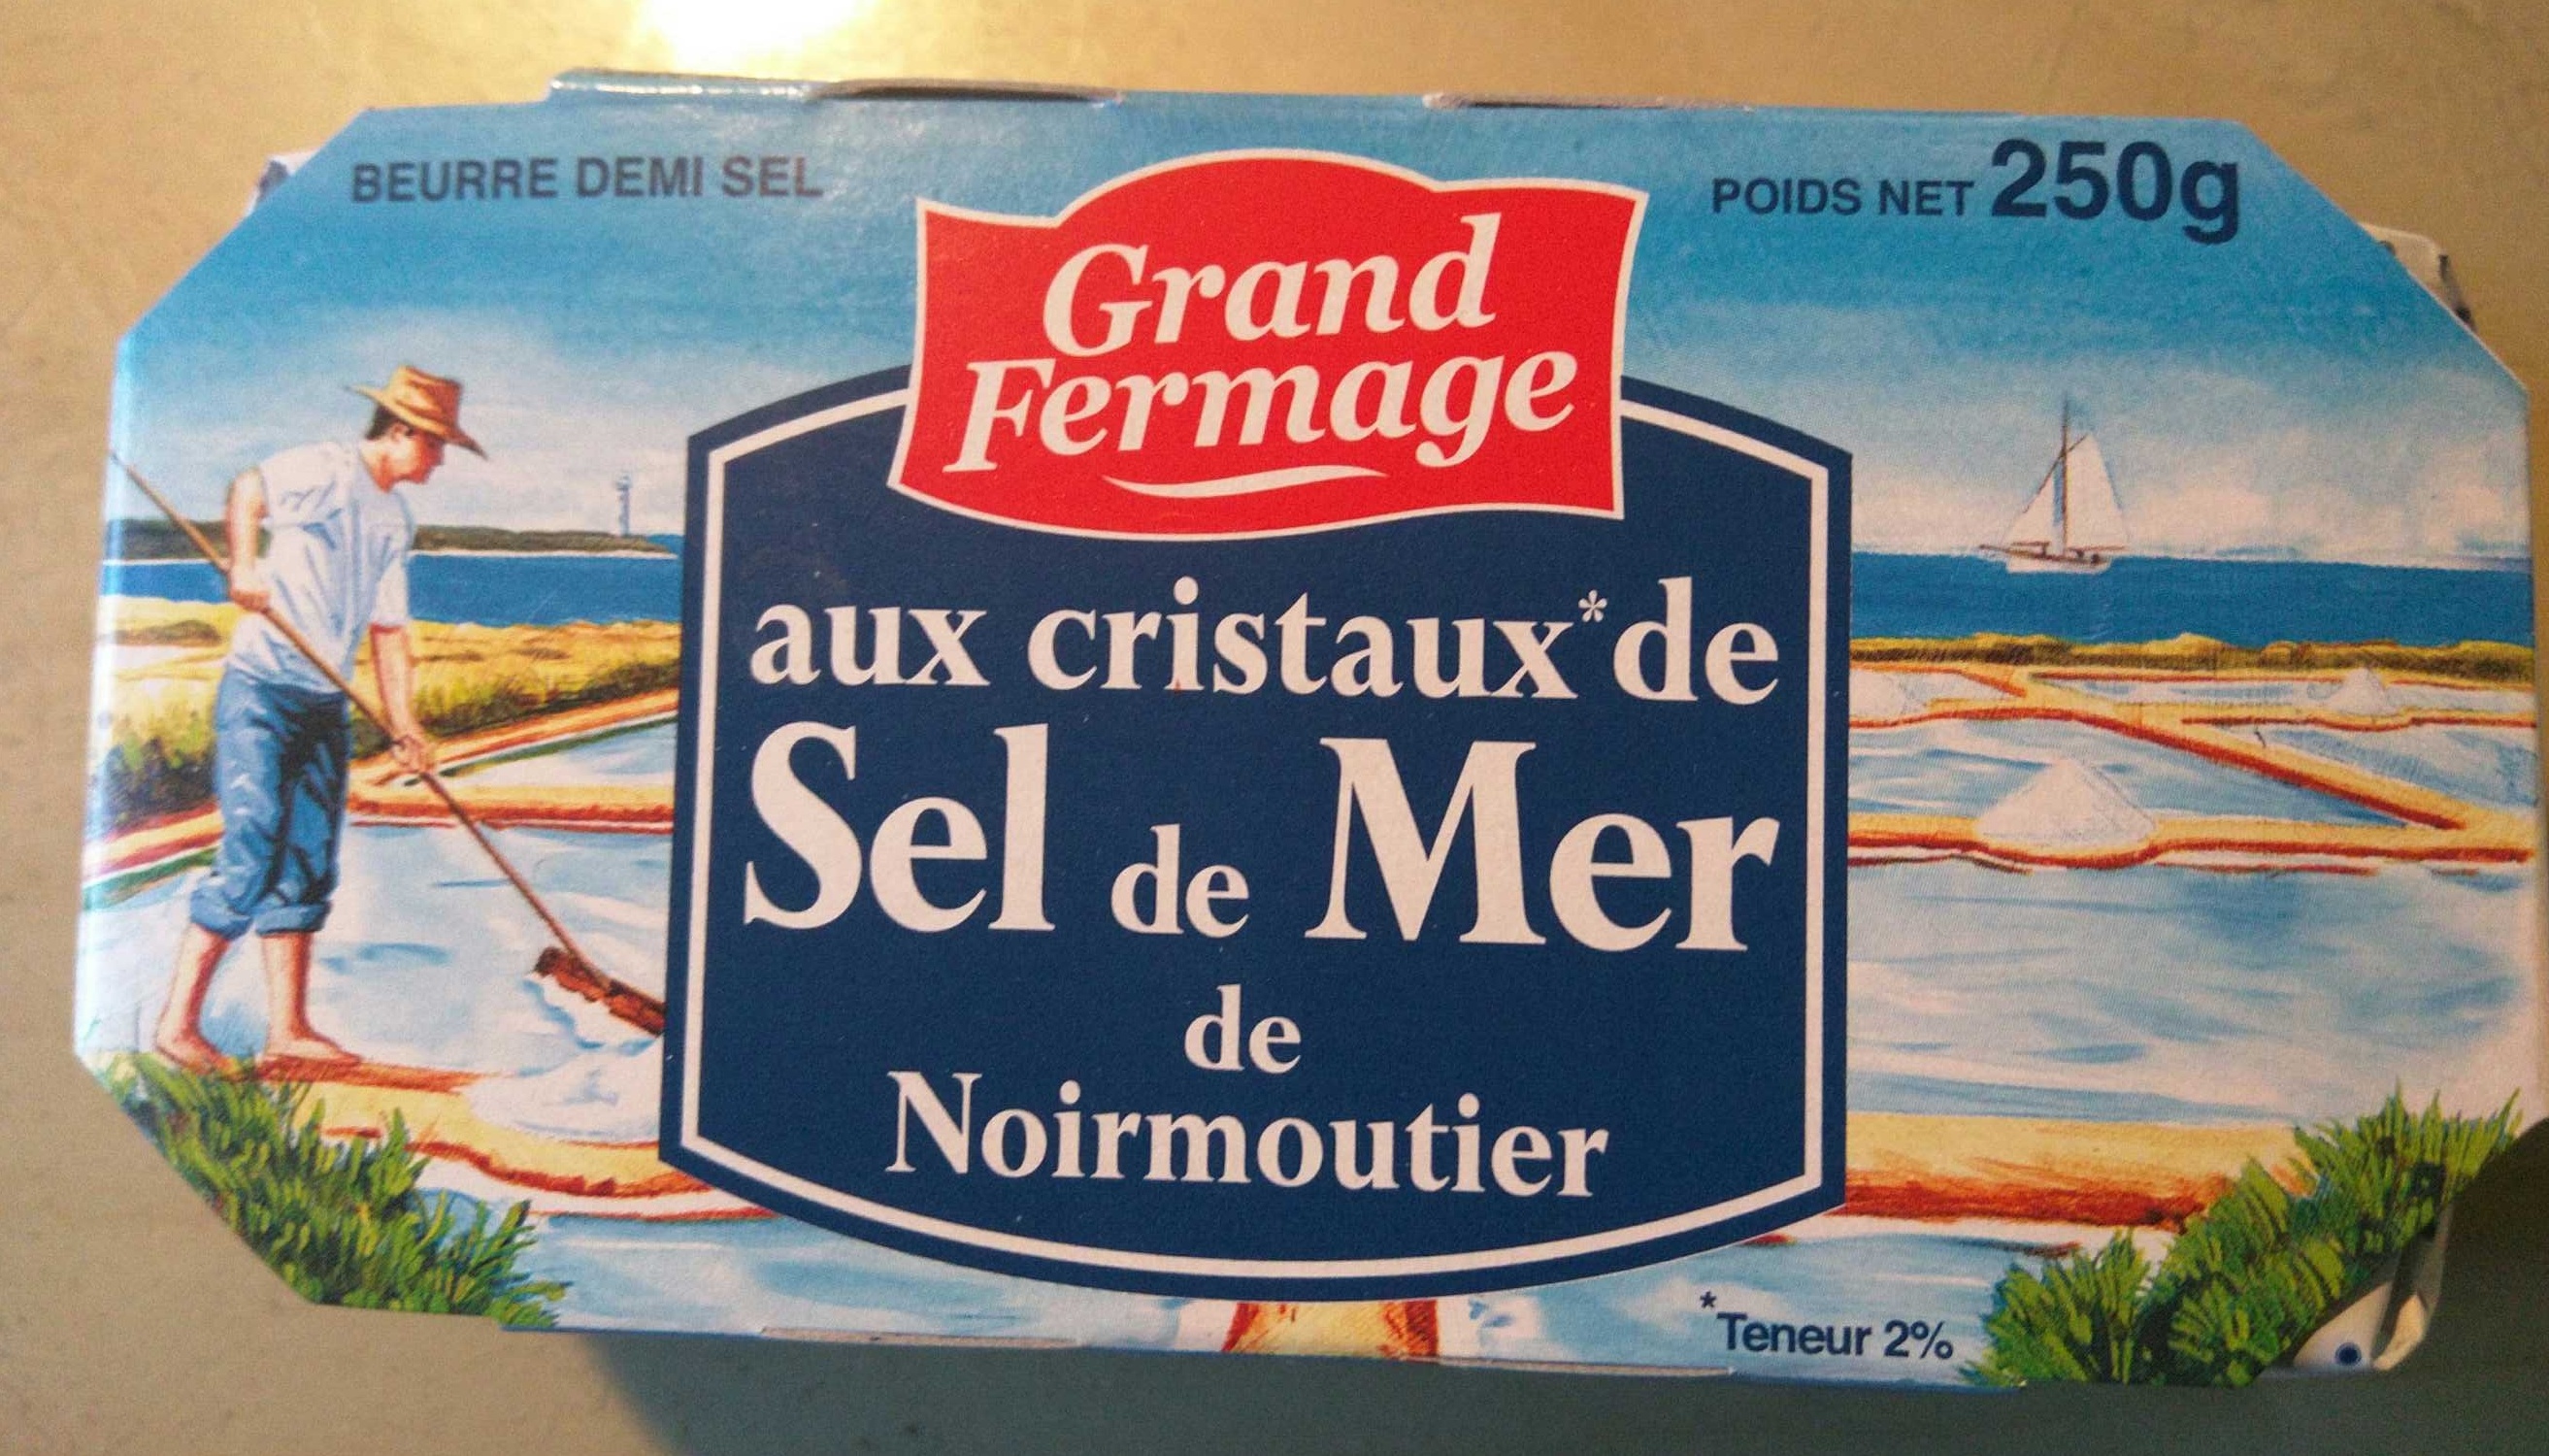 BEURRE DEMI SEL
POIDS NET 250g
Grand
Fermage
aux cristaux* de
Sel de Mer
de
Noirmoutier
*Teneur 2%